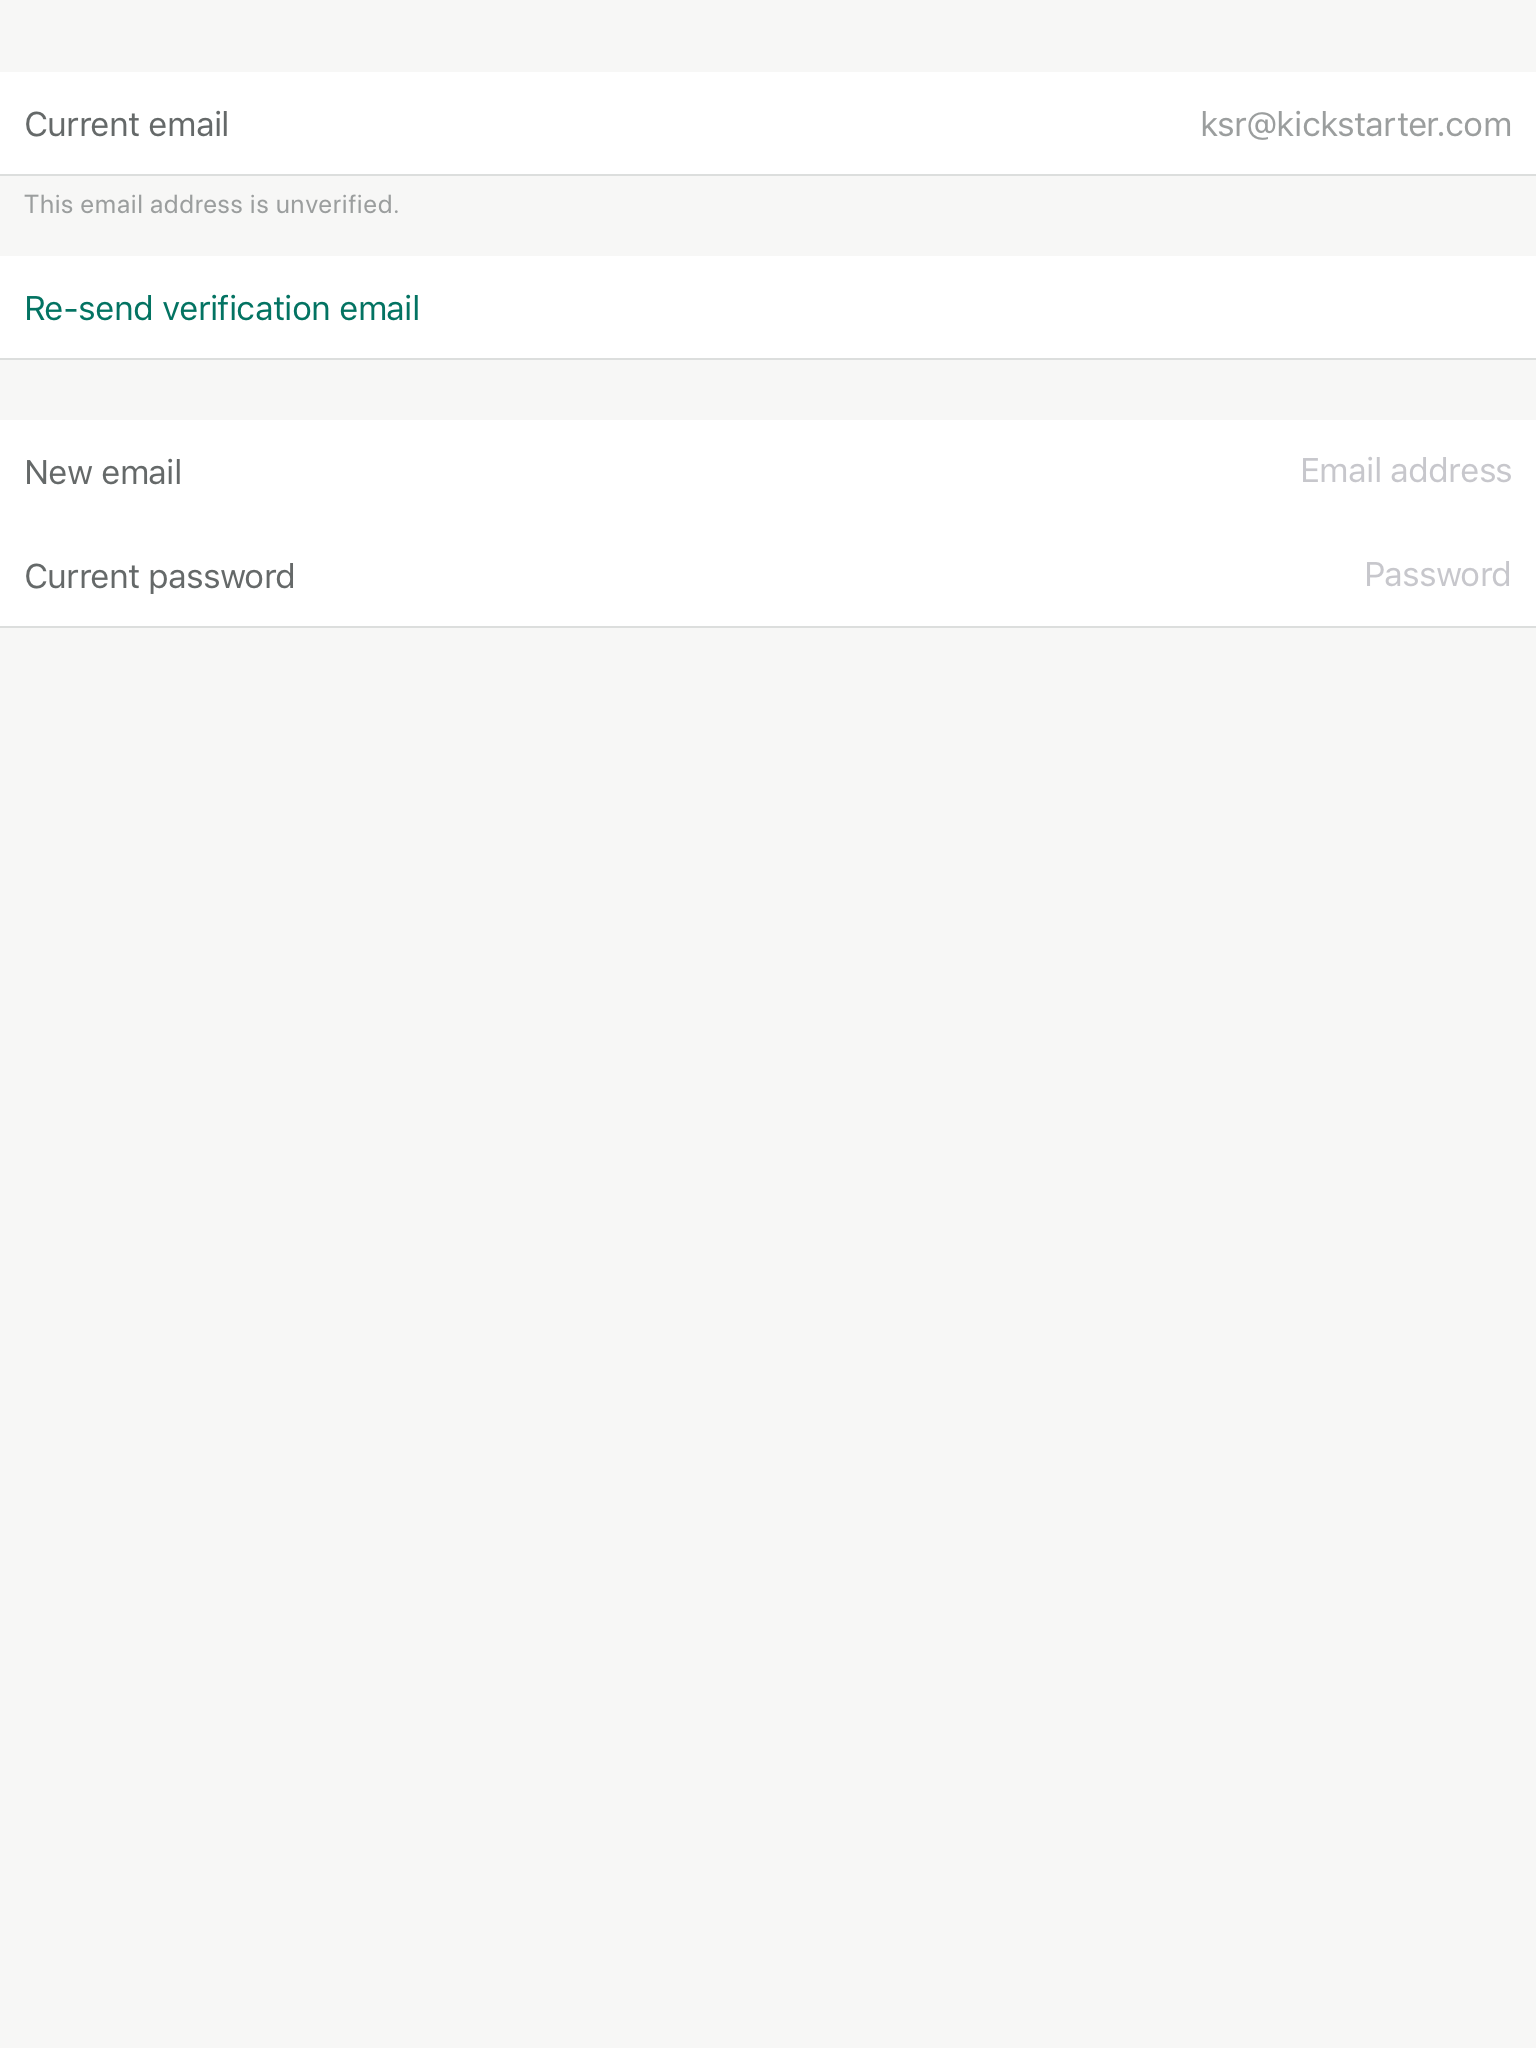 Current email ksr@kickstarter.com
This email address is unverified.
Re-send verification email
New email Email address
Current password Password